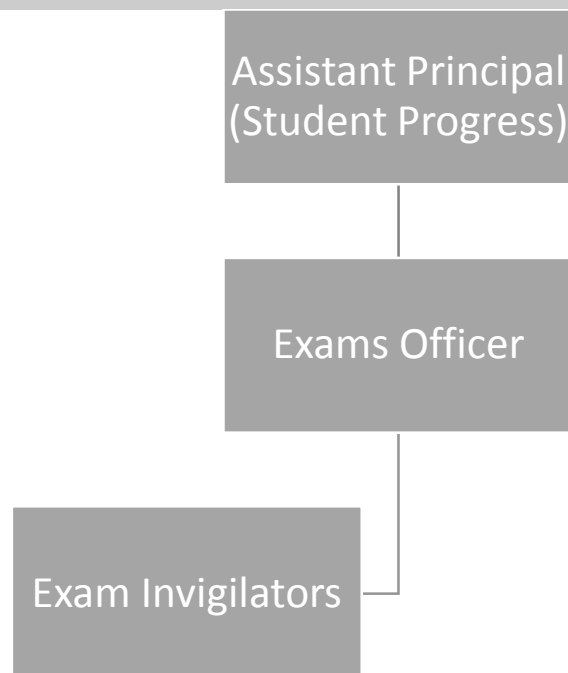 Assistant Principal
(Student Progress)
Exams Officer
Exam Invigilators